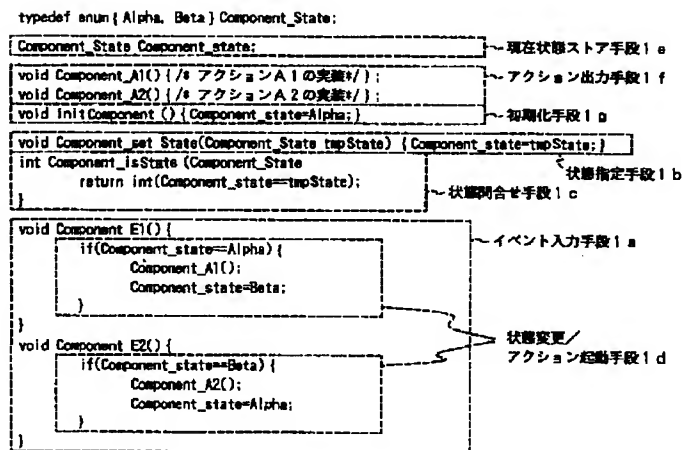 typedef enum{ Alpha, Beta } Component_State;
Component_State Component_state; 現在状態ストア手段1e
void Component_A1() { /* アクションA1の実装*/ } ; アクション出力手段1f
void Component_A2() { /* アクションA2の実装*/ } ;
void initComponent () { Component_state=Alpha; } 初期化手段1g
void Component_set State(Component_State tmpState) { Component_state=tmpState; }
状態指定手段1b
int Component_isState (Component_State
return int(Component_state==tmpState);
} 状態問合せ手段1c
void Component E1() { イベント入力手段1a
if(Component_state==Alpha) {
Component_A1();
Component_state=Beta;
}
}
状態変更/
アクション起動手段1d
void Component E2() {
if(Component_state==Beta) {
Component_A2();
Component_state=Alpha;
}
}